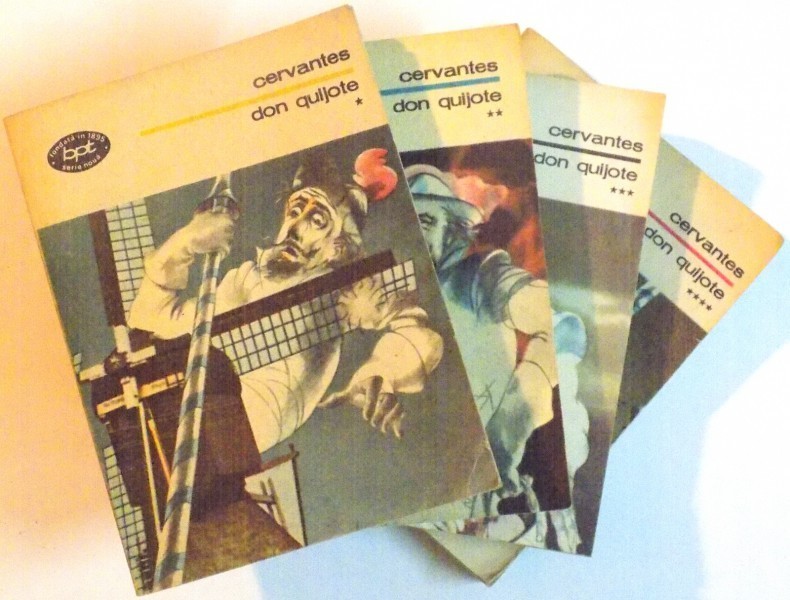 cervantes
don quijote
*
fondată în 1895
bpt
serie nouă
cervantes
don quijote
**
cervantes
don quijote
***
cervantes
don quijote
****